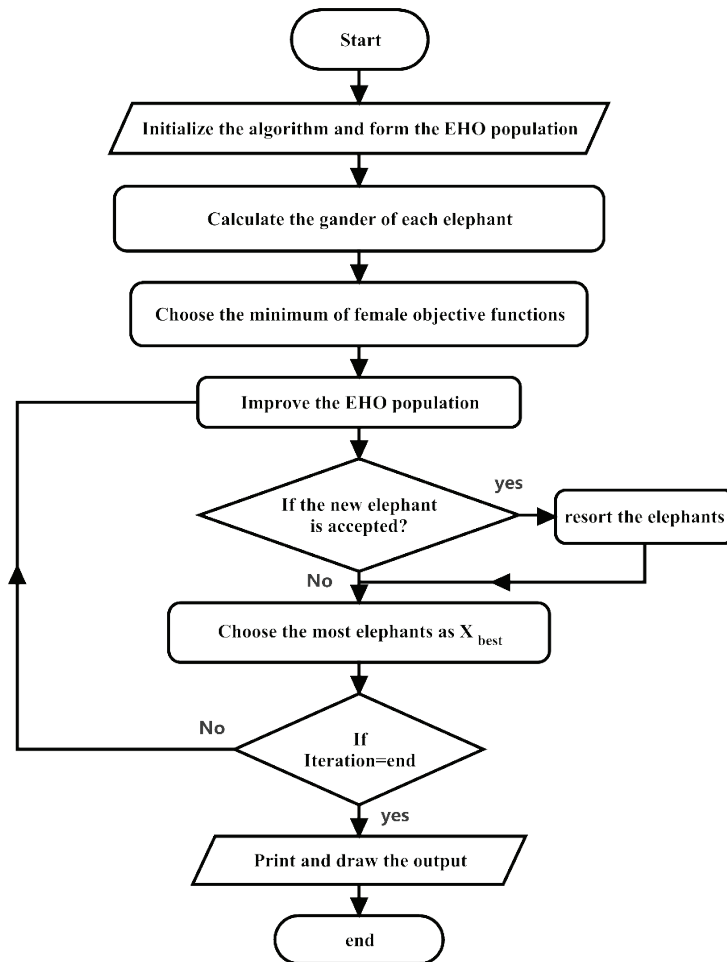 Start
Initialize the algorithm and form the EHO population
Calculate the gander of each elephant
Choose the minimum of female objective functions
Improve the EHO population
If the new elephant
is accepted?
yes
resort the elephants
No
Choose the most elephants as X best
No
If
Iteration=end
yes
Print and draw the output
end